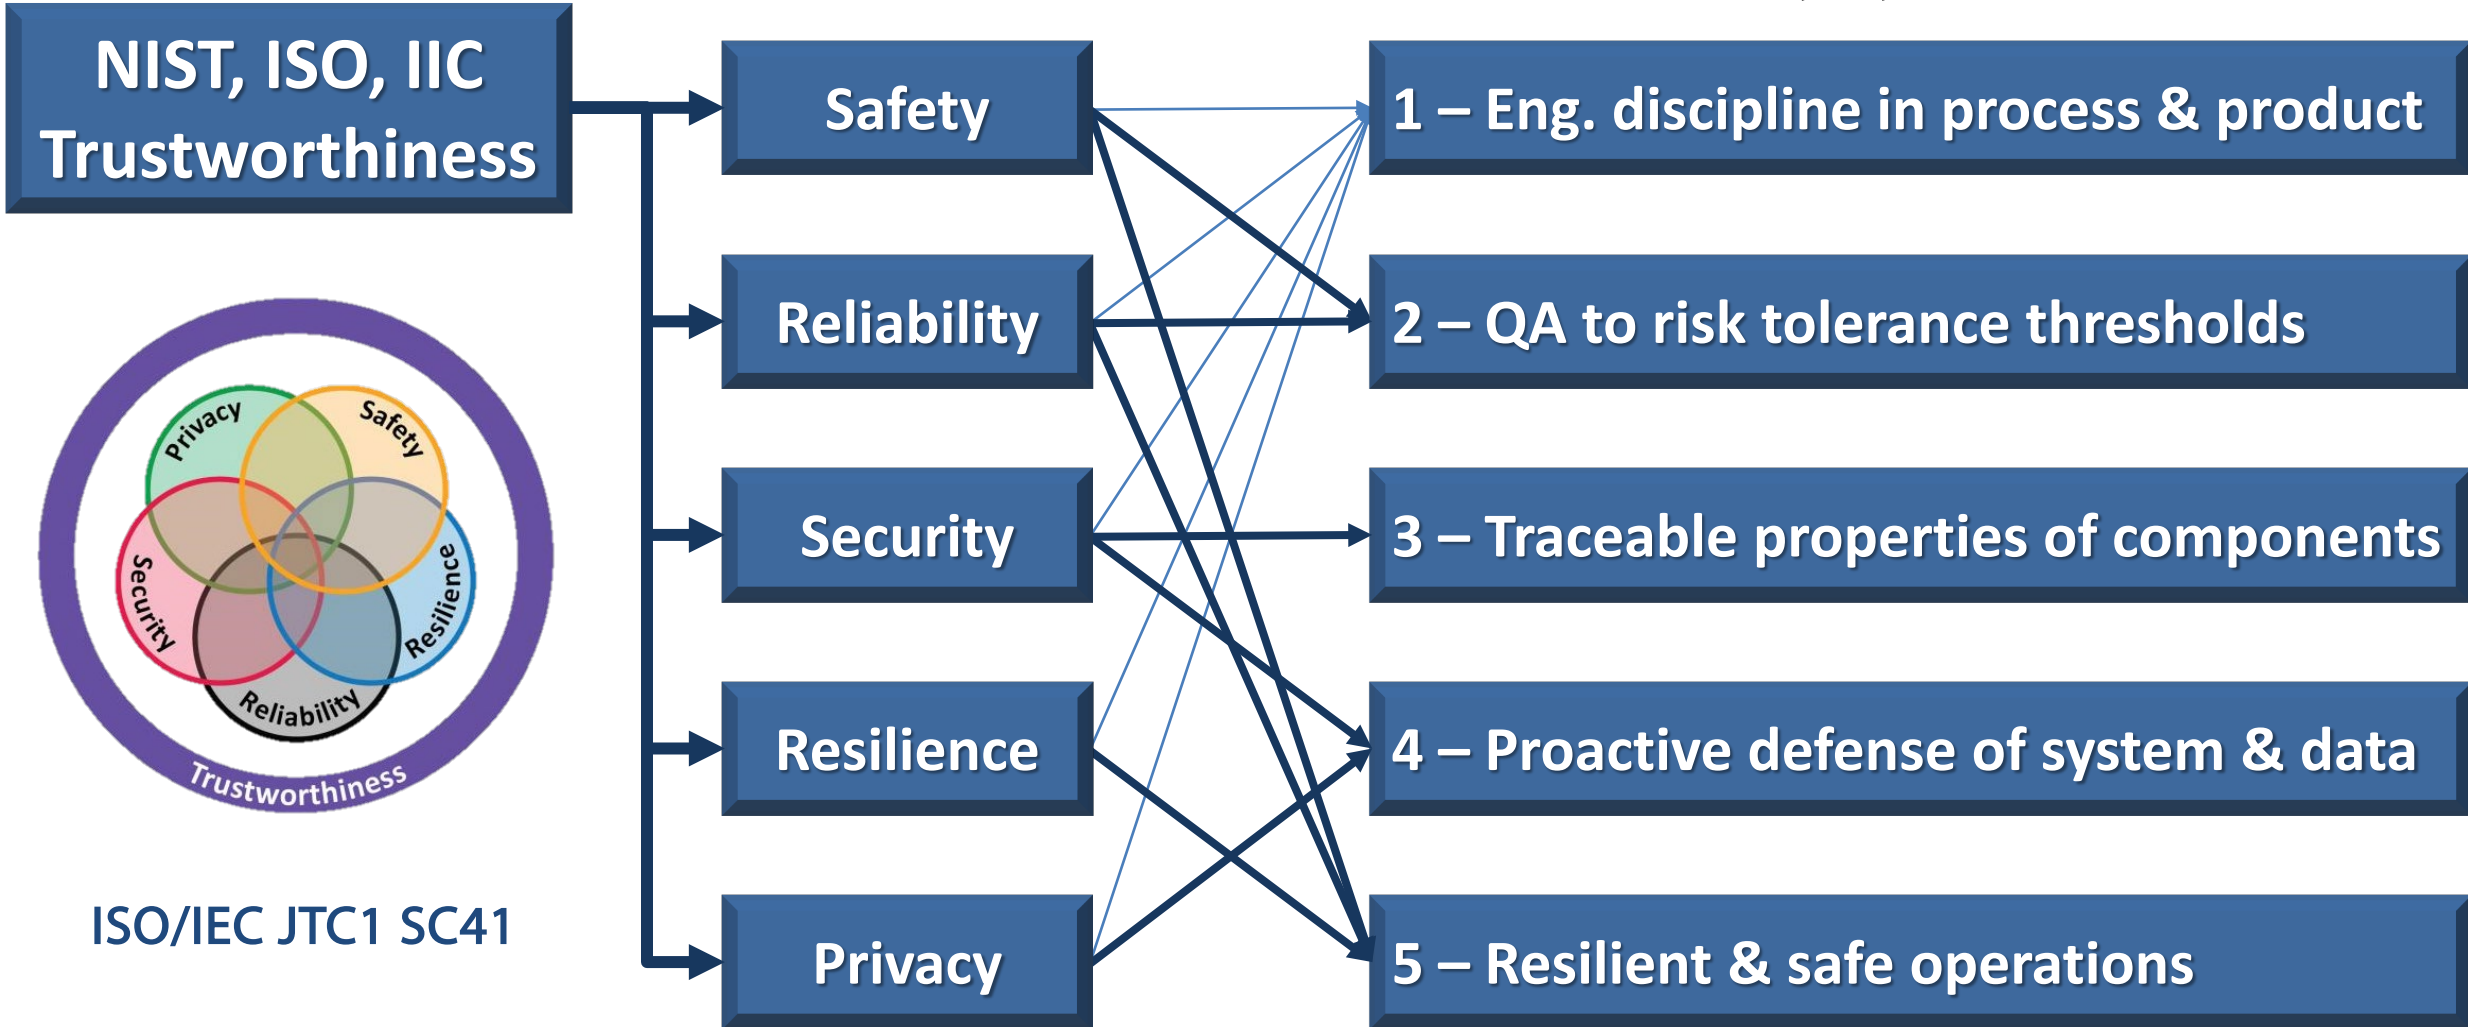 NIST, ISO, IIC
Trustworthiness
Safety
Reliability
Security
Resilience
Privacy
1 – Eng. discipline in process & product
2 – QA to risk tolerance thresholds
3 – Traceable properties of components
4 – Proactive defense of system & data
5 – Resilient & safe operations
Privacy
Safety
Security
Resilience
Reliability
Trustworthiness
ISO/IEC JTC1 SC41